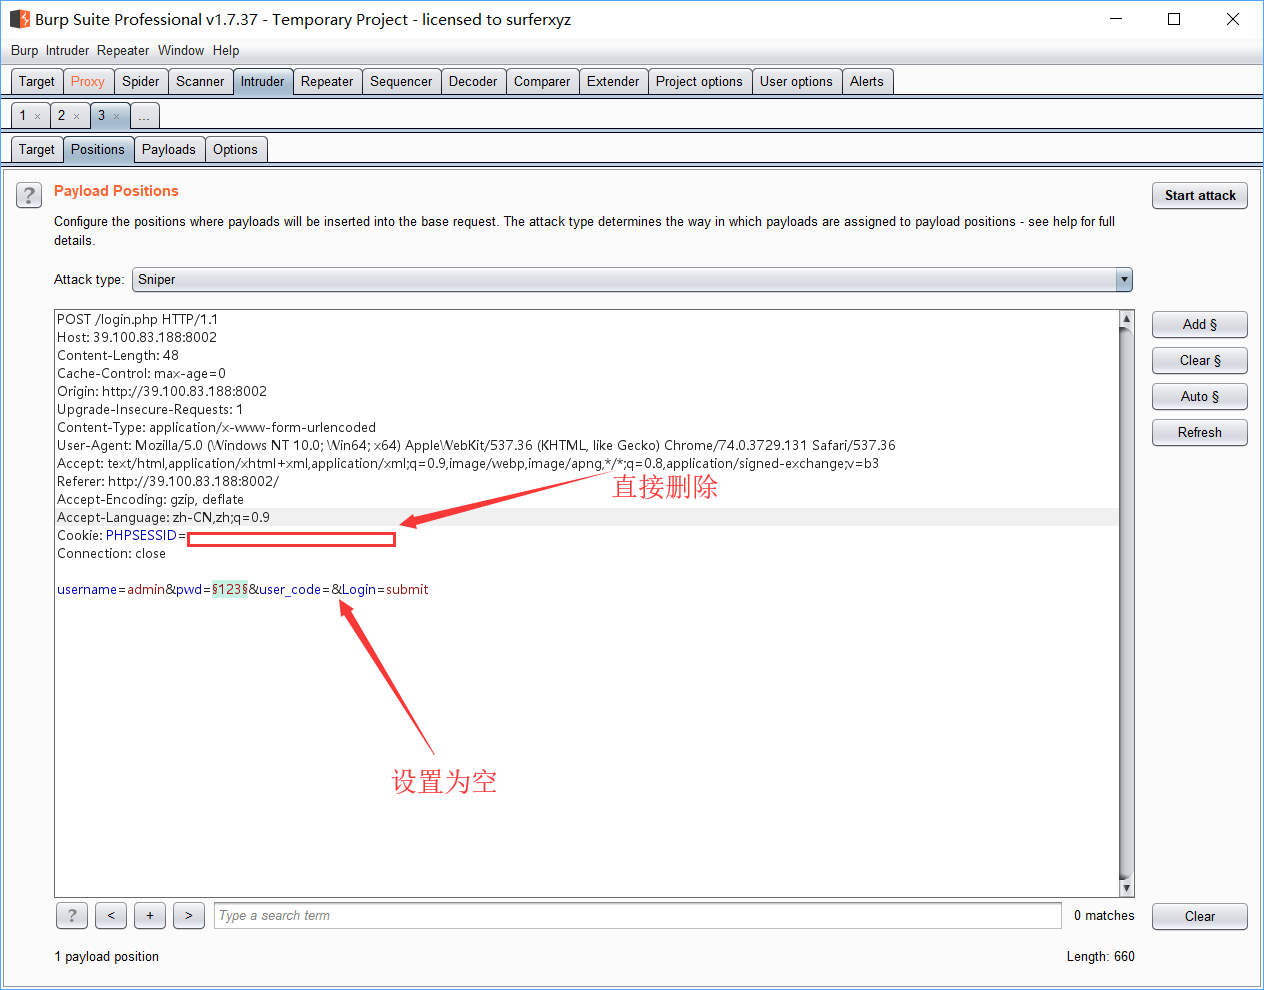 Burp Suite Professional v1.7.37 - Temporary Project - licensed to surferxyz
Burp Intruder Repeater Window Help
Target Proxy Spider Scanner Intruder Repeater Sequencer Decoder Comparer Extender Project options User options Alerts
1 × 2 × 3 × ...
Target Positions Payloads Options
? Payload Positions
Start attack
Configure the positions where payloads will be inserted into the base request. The attack type determines the way in which payloads are assigned to payload positions - see help for full
details.
Attack type: Sniper
POST /login.php HTTP/1.1
Host: 39.100.83.188:8002
Content-Length: 48
Cache-Control: max-age=0
Origin: http://39.100.83.188:8002
Upgrade-Insecure-Requests: 1
Content-Type: application/x-www-form-urlencoded
User-Agent: Mozilla/5.0 (Windows NT 10.0; Win64; x64) AppleWebKit/537.36 (KHTML, like Gecko) Chrome/74.0.3729.131 Safari/537.36
Accept: text/html,application/xhtml+xml,application/xml;q=0.9,image/webp,image/apng,*/*;q=0.8,application/signed-exchange;v=b3
Referer: http://39.100.83.188:8002/
直接删除
Accept-Encoding: gzip, deflate
Accept-Language: zh-CN,zh;q=0.9
Cookie: PHPSESSID=
Connection: close
username=admin&pwd=§123§&user_code=&Login=submit
设置为空
Add §
Clear §
Auto §
Refresh
? < + > Type a search term 0 matches Clear
1 payload position Length: 660